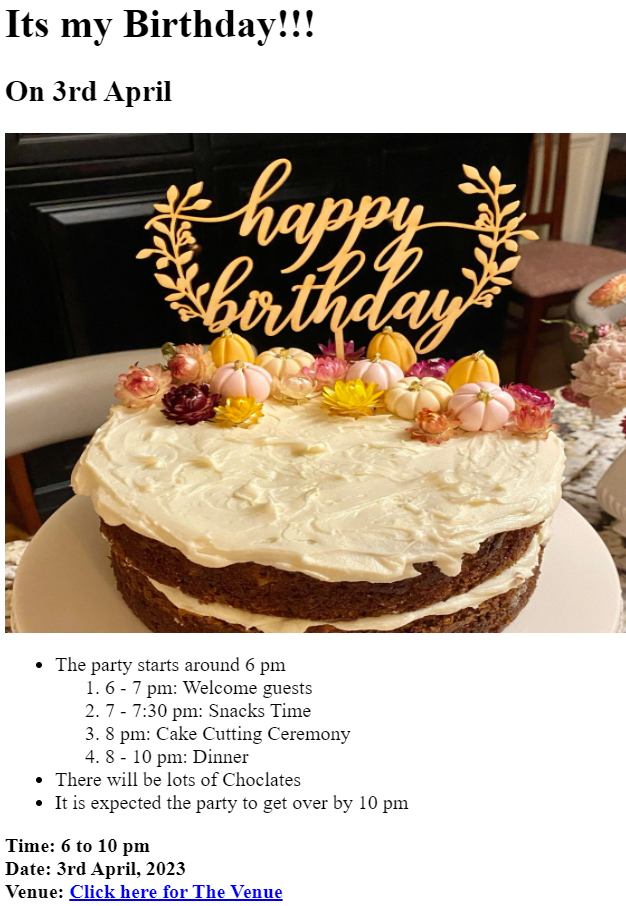 Its my Birthday!!!
On 3rd April
happy
birthday
• The party starts around 6 pm
1. 6 - 7 pm: Welcome guests
2. 7 - 7:30 pm: Snacks Time
3. 8 pm: Cake Cutting Ceremony
4. 8 - 10 pm: Dinner
• There will be lots of Choclates
• It is expected the party to get over by 10 pm
Time: 6 to 10 pm
Date: 3rd April, 2023
Venue: Click here for The Venue